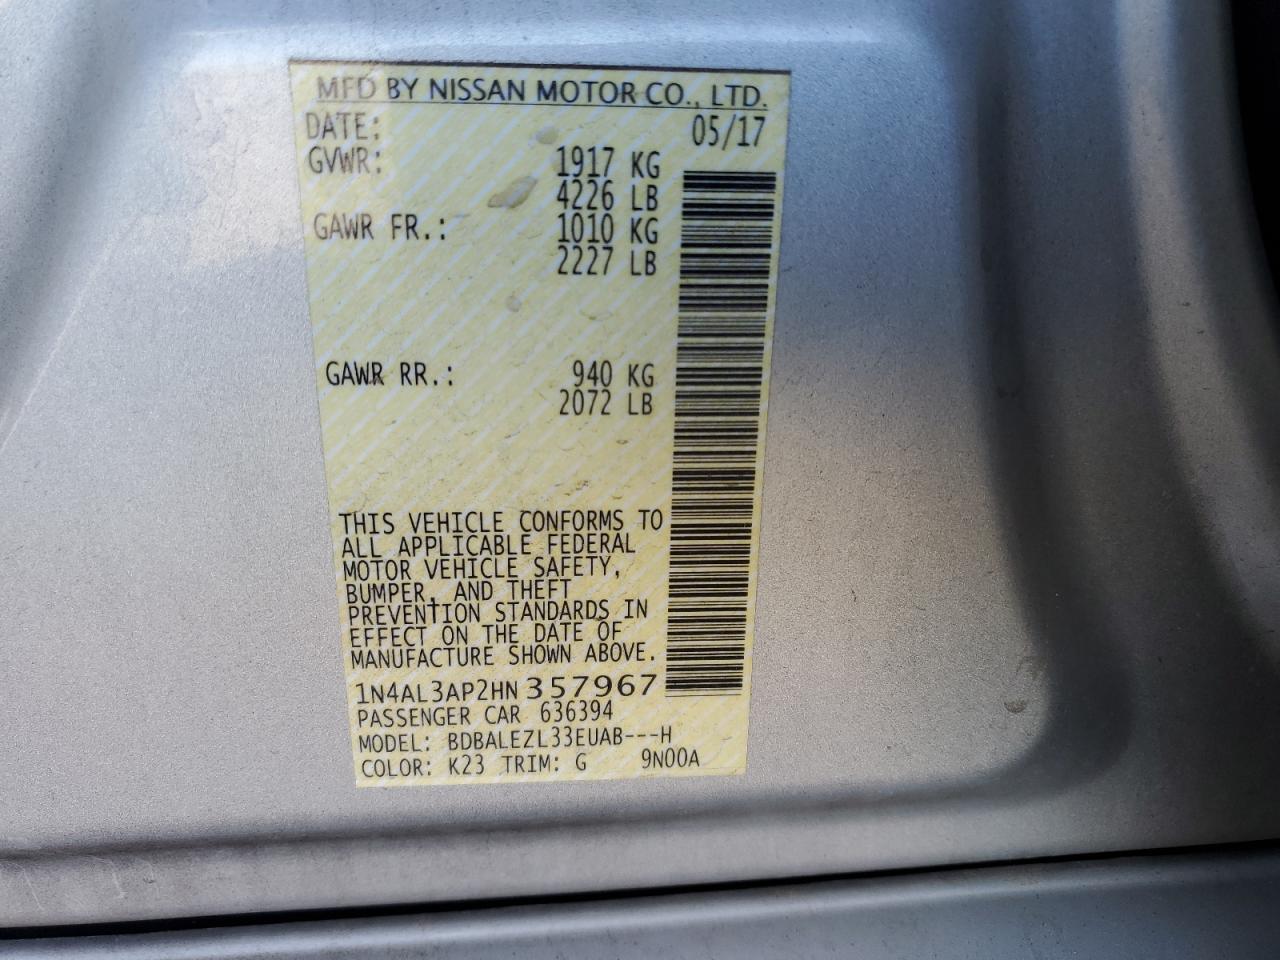 MFD BY NISSAN MOTOR CO., LTD.
DATE: 05/17
GVWR: 1917 KG
4226 LB
GAWR FR.: 1010 KG
2227 LB
GAWR RR.: 940 KG
2072 LB
THIS VEHICLE CONFORMS TO
ALL APPLICABLE FEDERAL
MOTOR VEHICLE SAFETY,
BUMPER, AND THEFT
PREVENTION STANDARDS IN
EFFECT ON THE DATE OF
MANUFACTURE SHOWN ABOVE.
1N4AL3AP2HN357967
PASSENGER CAR 636394
MODEL: BDBALEZL33EUAB---H
COLOR: K23 TRIM: G 9N00A